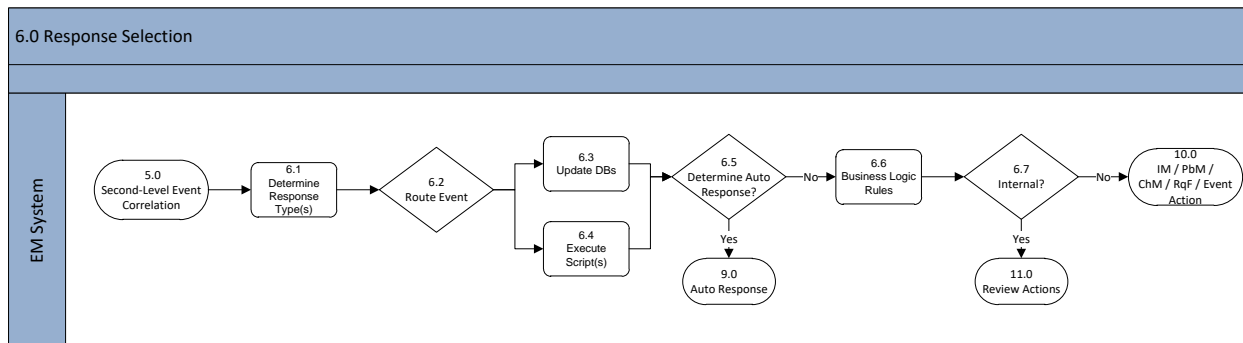 6.0 Response Selection
EM System
5.0
Second-Level Event
Correlation
6.1
Determine
Response
Type(s)
6.2
Route Event
6.3
Update DBs
6.4
Execute
Script(s)
6.5
Determine Auto
Response?
No
Yes
9.0
Auto Response
6.6
Business Logic
Rules
6.7
Internal?
No
Yes
11.0
Review Actions
10.0
IM / PbM /
ChM / RqF / Event
Action